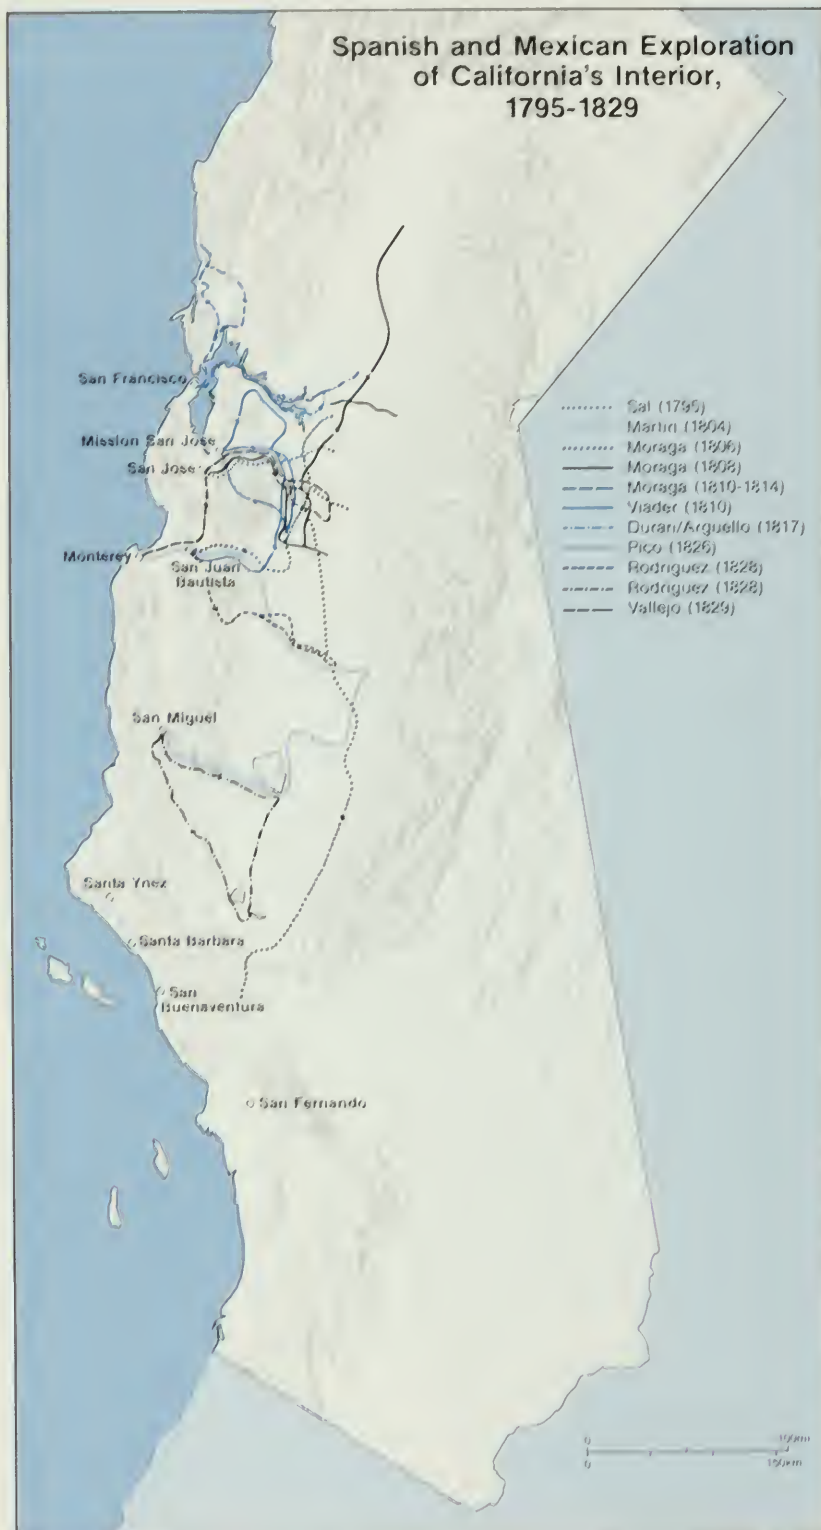 Spanish and Mexican Exploration
of California's Interior,
1795-1829
San Francisco
Mission San Jose
San Jose
Monterey
San Juan
Bautista
San Miguel
Santa Ynez
Santa Barbara
San
Buenaventura
San Fernando
Sal (1795)
Martin (1804)
Moraga (1806)
Moraga (1808)
Moraga (1810-1814)
Viader (1810)
Duran/Arguello (1817)
Pico (1826)
Rodriguez (1828)
Rodriguez (1828)
Vallejo (1829)
0
0